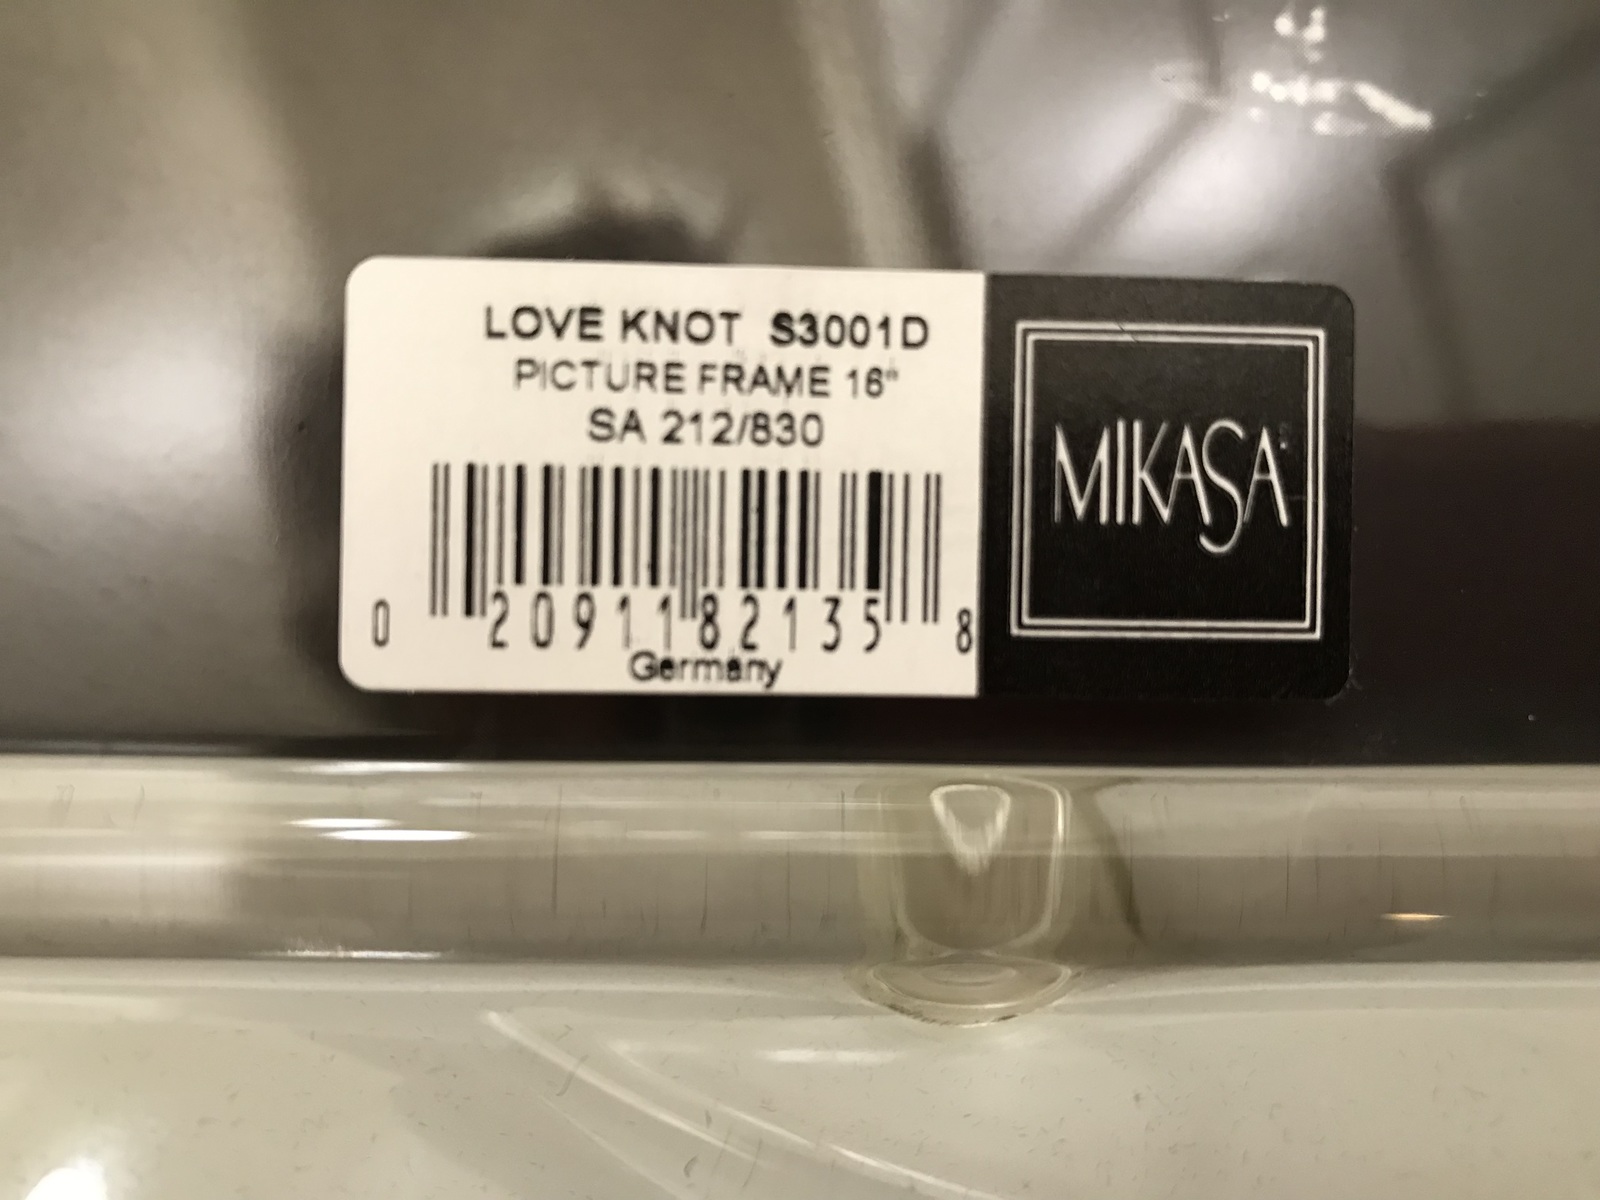 LOVE KNOT S3001D
PICTURE FRAME 16"
SA 212/830
0 20911 82135 8
Germany
MIKASA